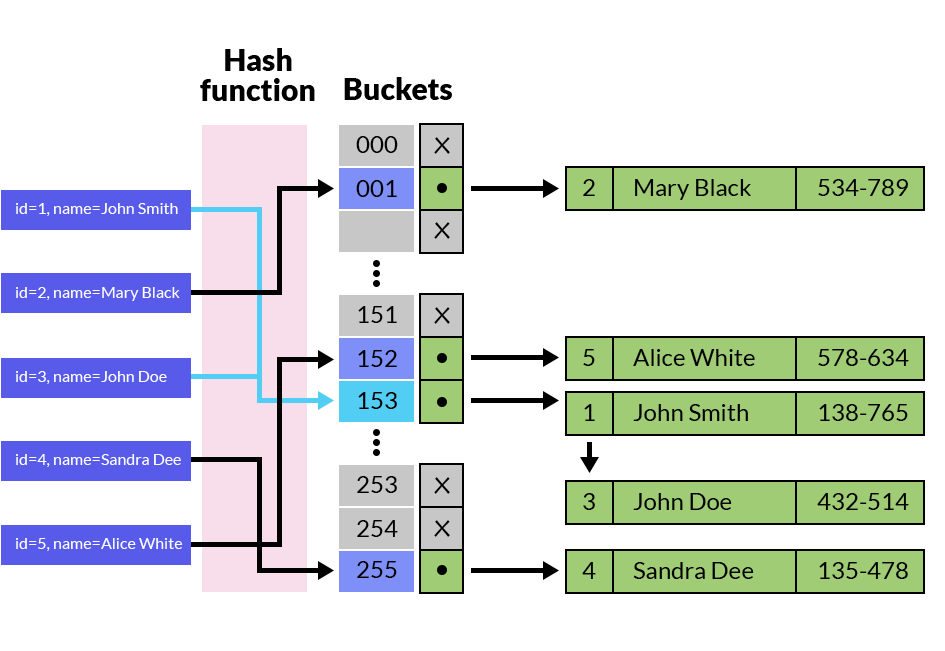 Hash
function
Buckets
id=1, name=John Smith
id=2, name=Mary Black
id=3, name=John Doe
id=4, name=Sandra Dee
id=5, name=Alice White
000
001
151
152
153
253
254
255
2 Mary Black 534-789
5 Alice White 578-634
1 John Smith 138-765
3 John Doe 432-514
4 Sandra Dee 135-478